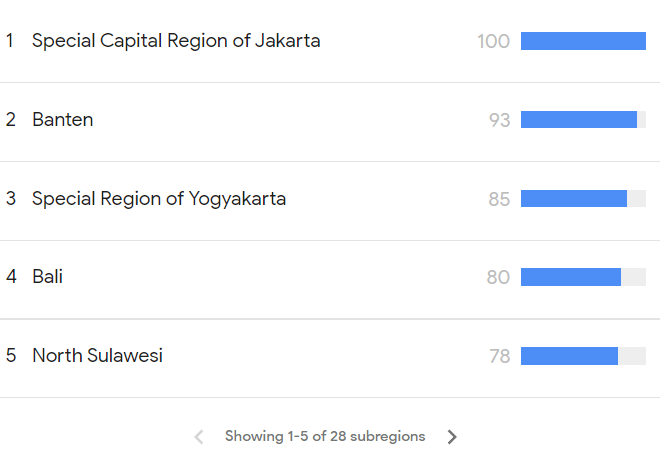 1 Special Capital Region of Jakarta 100
2 Banten 93
3 Special Region of Yogyakarta 85
4 Bali 80
5 North Sulawesi 78
Showing 1-5 of 28 subregions